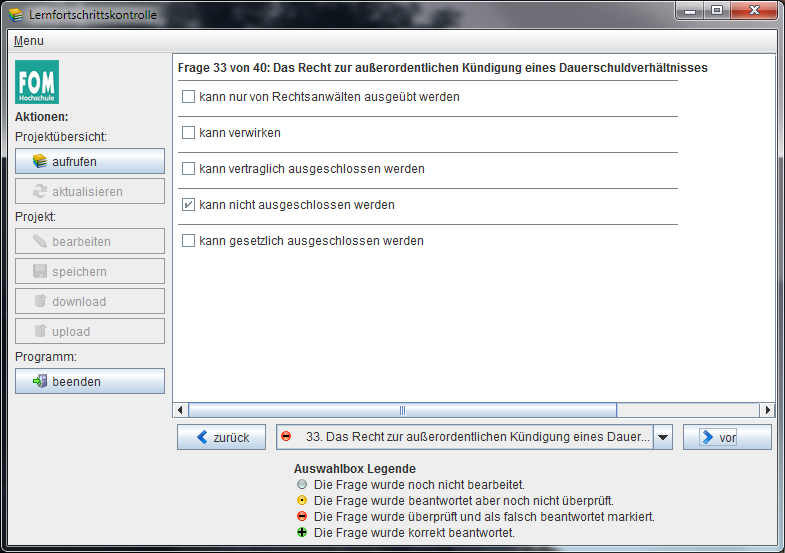 Lernfortschrittskontrolle
Menu
FOM
Hochschule
Aktionen:
Projektübersicht:
aufrufen
aktualisieren
Projekt:
bearbeiten
speichern
download
upload
Programm:
beenden
Frage 33 von 40: Das Recht zur außerordentlichen Kündigung eines Dauerschuldverhältnisses
kann nur von Rechtsanwälten ausgeübt werden
kann verwirken
kann vertraglich ausgeschlossen werden
kann nicht ausgeschlossen werden
kann gesetzlich ausgeschlossen werden
zurück
33. Das Recht zur außerordentlichen Kündigung eines Dauer...
vor
Auswahlbox Legende
Die Frage wurde noch nicht bearbeitet.
Die Frage wurde beantwortet aber noch nicht überprüft.
Die Frage wurde überprüft und als falsch beantwortet markiert.
Die Frage wurde korrekt beantwortet.